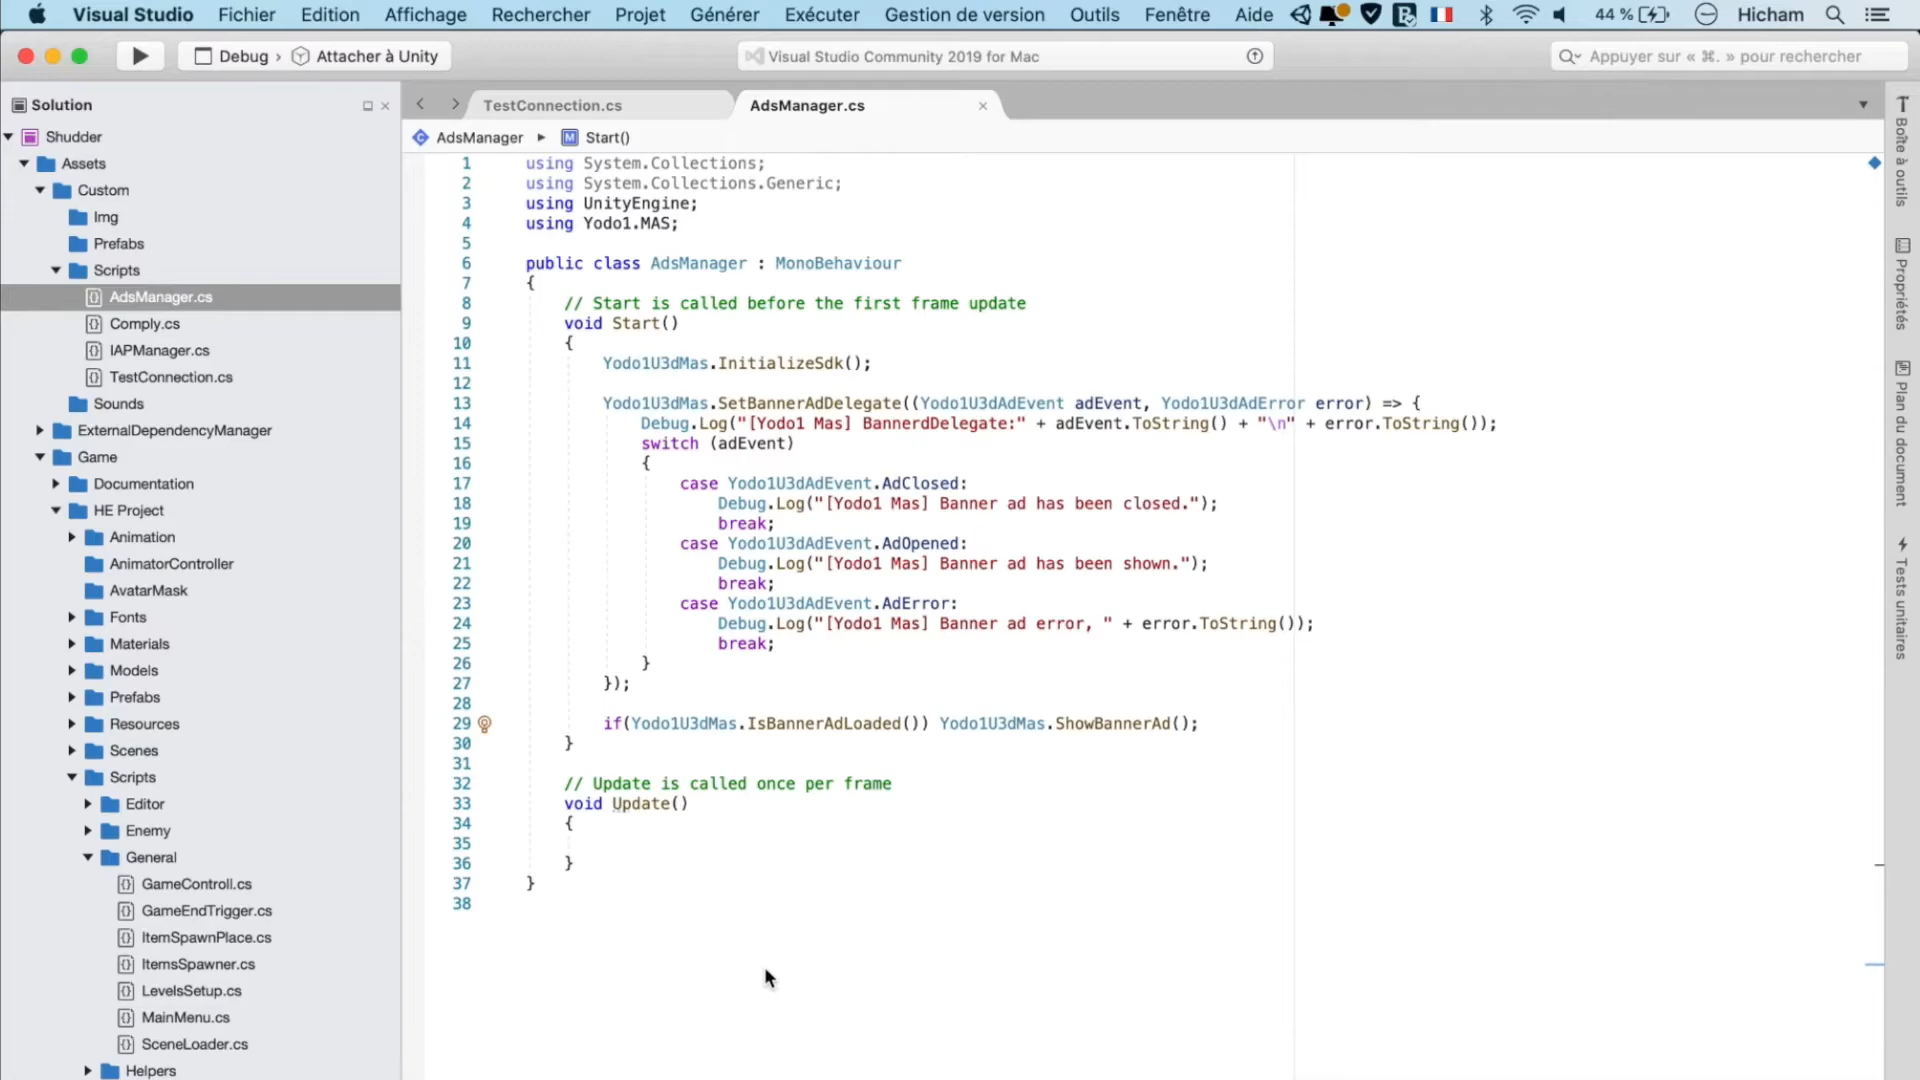 Visual Studio Fichier Edition Affichage Rechercher Projet Générer Exécuter Gestion de version Outils Fenêtre Aide 44 % Hicham
Debug › Attacher à Unity
Visual Studio Community 2019 for Mac
Appuyer sur « ⌘. » pour rechercher
Solution
Shudder
Assets
Custom
Img
Prefabs
Scripts
AdsManager.cs
Comply.cs
IAPManager.cs
TestConnection.cs
Sounds
ExternalDependencyManager
Game
Documentation
HE Project
Animation
AnimatorController
AvatarMask
Fonts
Materials
Models
Prefabs
Resources
Scenes
Scripts
Editor
Enemy
General
GameControll.cs
GameEndTrigger.cs
ItemSpawnPlace.cs
ItemsSpawner.cs
LevelsSetup.cs
MainMenu.cs
SceneLoader.cs
Helpers
TestConnection.cs
AdsManager.cs
AdsManager ▸ M Start()
1 using System.Collections;
2 using System.Collections.Generic;
3 using UnityEngine;
4 using Yodo1.MAS;
5
6 public class AdsManager : MonoBehaviour
7 {
8 // Start is called before the first frame update
9 void Start()
10 {
11 Yodo1U3dMas.InitializeSdk();
12
13 Yodo1U3dMas.SetBannerAdDelegate((Yodo1U3dAdEvent adEvent, Yodo1U3dAdError error) => {
14 Debug.Log("[Yodo1 Mas] BannerdDelegate:" + adEvent.ToString() + "\n" + error.ToString());
15 switch (adEvent)
16 {
17 case Yodo1U3dAdEvent.AdClosed:
18 Debug.Log("[Yodo1 Mas] Banner ad has been closed.");
19 break;
20 case Yodo1U3dAdEvent.AdOpened:
21 Debug.Log("[Yodo1 Mas] Banner ad has been shown.");
22 break;
23 case Yodo1U3dAdEvent.AdError:
24 Debug.Log("[Yodo1 Mas] Banner ad error, " + error.ToString());
25 break;
26 }
27 });
28
29 if(Yodo1U3dMas.IsBannerAdLoaded()) Yodo1U3dMas.ShowBannerAd();
30 }
31
32 // Update is called once per frame
33 void Update()
34 {
35
36 }
37 }
38
Boîte à outils
Propriétés
Plan du document
Tests unitaires